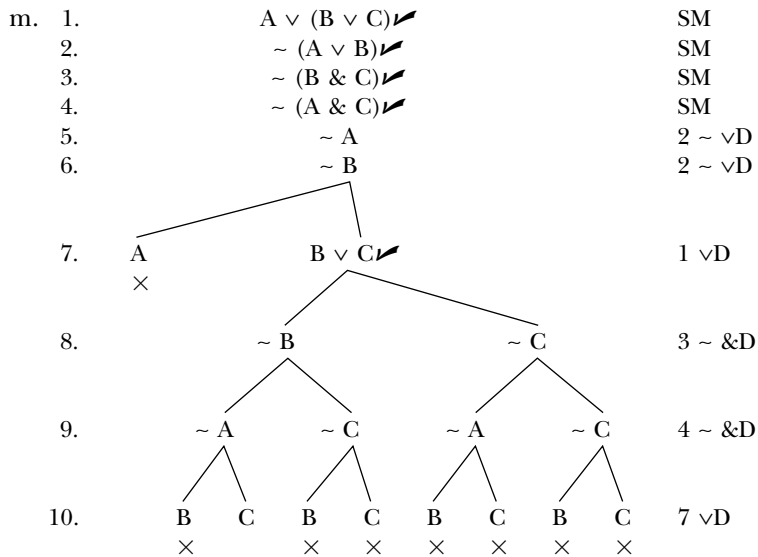 m. 1. A ∨ (B ∨ C)✔ SM
2. ~ (A ∨ B)✔ SM
3. ~ (B & C)✔ SM
4. ~ (A & C)✔ SM
5. ~ A 2 ~ ∨D
6. ~ B 2 ~ ∨D
7. A B ∨ C✔ 1 ∨D
×
8. ~ B ~ C 3 ~ &D
9. ~ A ~ C ~ A ~ C 4 ~ &D
10. B C B C B C B C 7 ∨D
× × × × × × ×